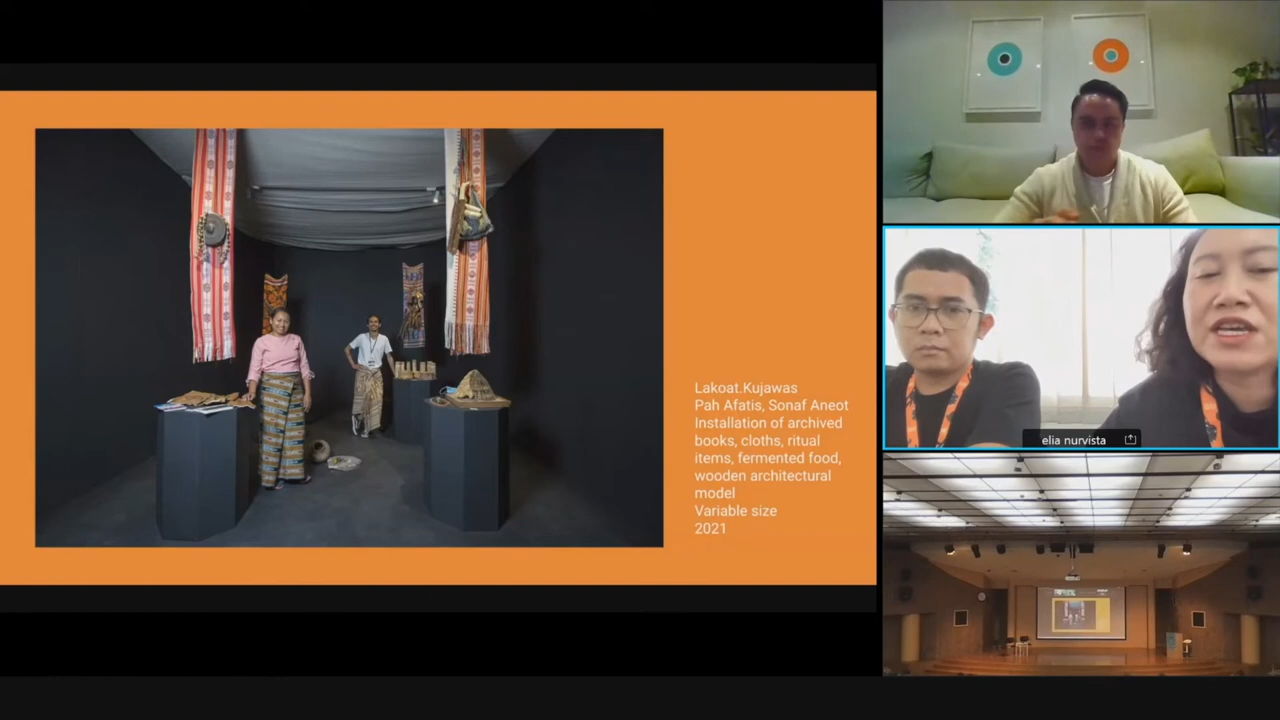 Lakoat.Kujawas
Pah Afatis, Sonaf Aneot
Installation of archived
books, cloths, ritual
items, fermented food,
wooden architectural
model
Variable size
2021
elia nurvista